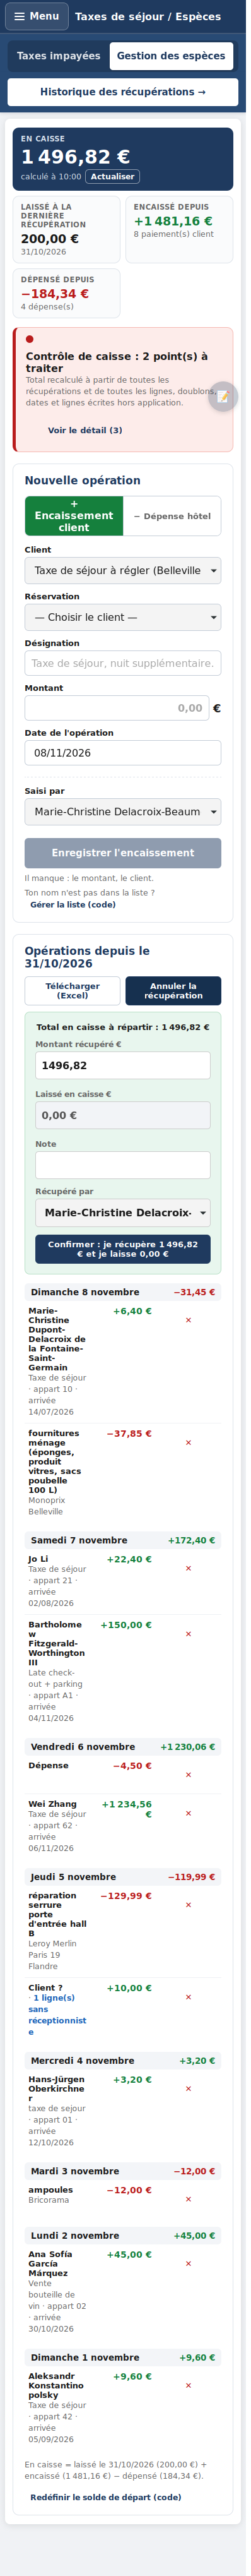 Menu
Taxes de séjour / Espèces
Taxes impayées
Gestion des espèces
Historique des récupérations →
EN CAISSE
1 496,82 €
calculé à 10:00
Actualiser
LAISSÉ À LA
DERNIÈRE
RÉCUPÉRATION
200,00 €
31/10/2026
ENCAISSÉ DEPUIS
+1 481,16 €
8 paiement(s) client
DÉPENSÉ DEPUIS
−184,34 €
4 dépense(s)
Contrôle de caisse : 2 point(s) à
traiter
Total recalculé à partir de toutes les
récupérations et de toutes les lignes, doublons,
dates et lignes écrites hors application.
Voir le détail (3)
Nouvelle opération
+
Encaissement
client
− Dépense hôtel
Client
Taxe de séjour à régler (Belleville
Réservation
— Choisir le client —
Désignation
Taxe de séjour, nuit supplémentaire.
Montant
0,00 €
Date de l'opération
08/11/2026
Saisi par
Marie-Christine Delacroix-Beaum
Enregistrer l'encaissement
Il manque : le montant, le client.
Ton nom n'est pas dans la liste ?
Gérer la liste (code)
Opérations depuis le
31/10/2026
Télécharger
(Excel)
Annuler la
récupération
Total en caisse à répartir : 1 496,82 €
Montant récupéré €
1496,82
Laissé en caisse €
0,00 €
Note
Récupéré par
Marie-Christine Delacroix-
Confirmer : je récupère 1 496,82
€ et je laisse 0,00 €
Dimanche 8 novembre −31,45 €
Marie-
Christine
Dupont-
Delacroix de
la Fontaine-
Saint-
Germain
Taxe de séjour
· appart 10 ·
arrivée
14/07/2026
+6,40 €
✕
fournitures
ménage
(éponges,
produit
vitres, sacs
poubelle
100 L)
Monoprix
Belleville
−37,85 €
✕
Samedi 7 novembre +172,40 €
Jo Li
Taxe de séjour
· appart 21 ·
arrivée
02/08/2026
+22,40 €
✕
Bartholome
w
Fitzgerald-
Worthington
III
Late check-
out + parking
· appart A1 ·
arrivée
04/11/2026
+150,00 €
✕
Vendredi 6 novembre +1 230,06 €
Dépense
−4,50 €
✕
Wei Zhang
Taxe de séjour
· appart 62 ·
arrivée
06/11/2026
+1 234,56
€
✕
Jeudi 5 novembre −119,99 €
réparation
serrure
porte
d'entrée hall
B
Leroy Merlin
Paris 19
Flandre
−129,99 €
✕
Client ?
· 1 ligne(s)
sans
réceptionnist
e
+10,00 €
✕
Mercredi 4 novembre +3,20 €
Hans-Jürgen
Oberkirchne
r
taxe de sejour
· appart 01 ·
arrivée
12/10/2026
+3,20 €
✕
Mardi 3 novembre −12,00 €
ampoules
Bricorama
−12,00 €
✕
Lundi 2 novembre +45,00 €
Ana Sofía
García
Márquez
Vente
bouteille de
vin · appart 02
· arrivée
30/10/2026
+45,00 €
✕
Dimanche 1 novembre +9,60 €
Aleksandr
Konstantino
polsky
Taxe de séjour
· appart 42 ·
arrivée
05/09/2026
+9,60 €
✕
En caisse = laissé le 31/10/2026 (200,00 €) +
encaissé (1 481,16 €) − dépensé (184,34 €).
Redéfinir le solde de départ (code)